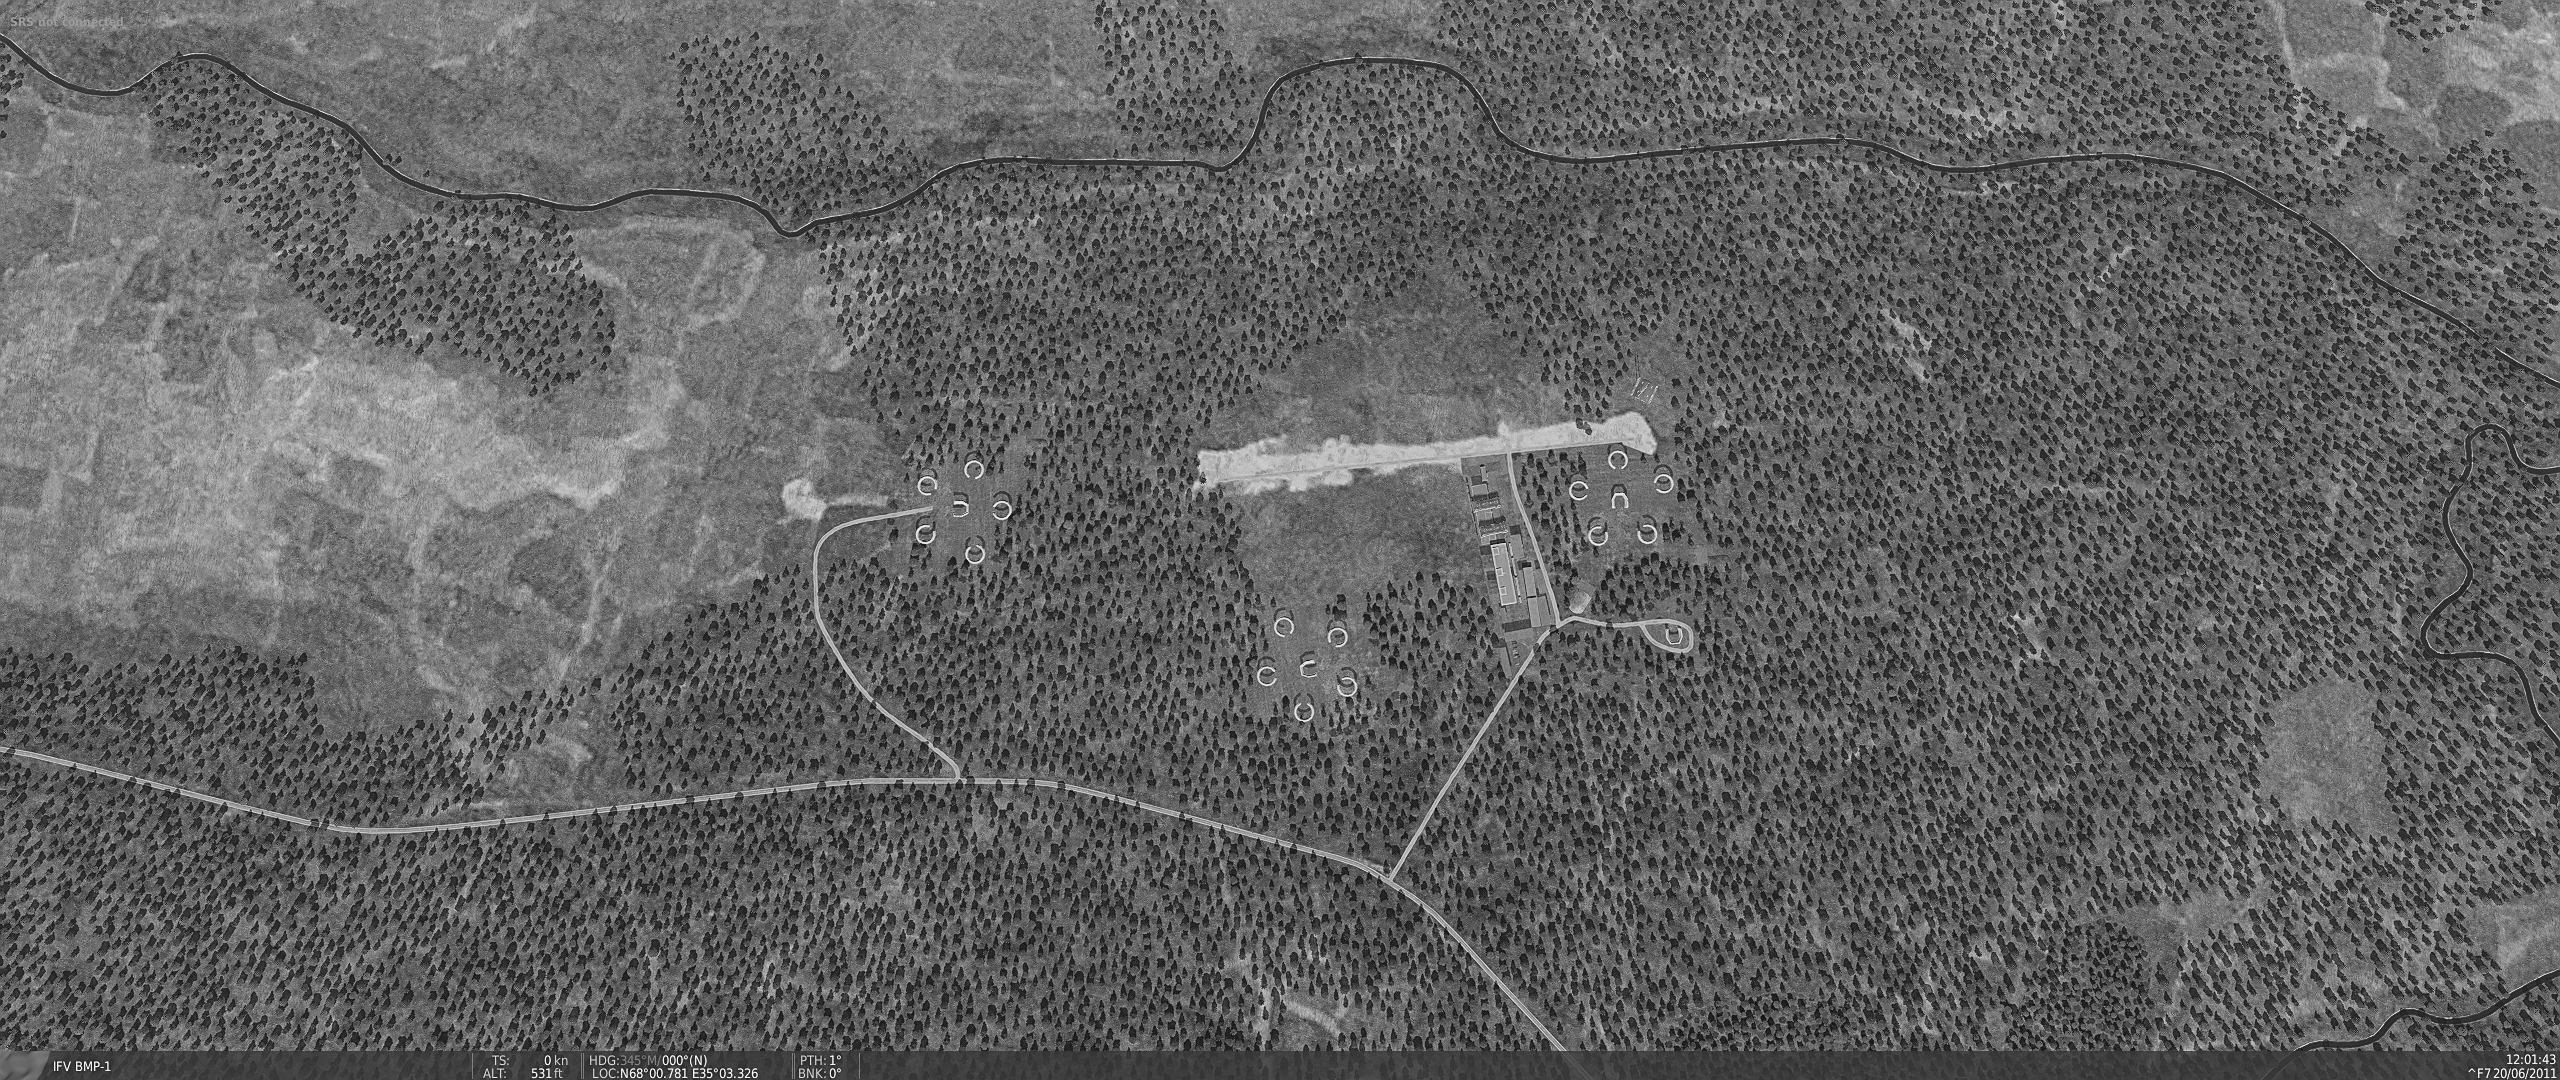 SRS not connected
IFV BMP-1
TS: 0 kn
ALT: 531 ft
HDG:345°M/000°(N)
LOC:N68°00.781 E35°03.326
PTH: 1°
BNK: 0°
12:01:43
^F7 20/06/2011